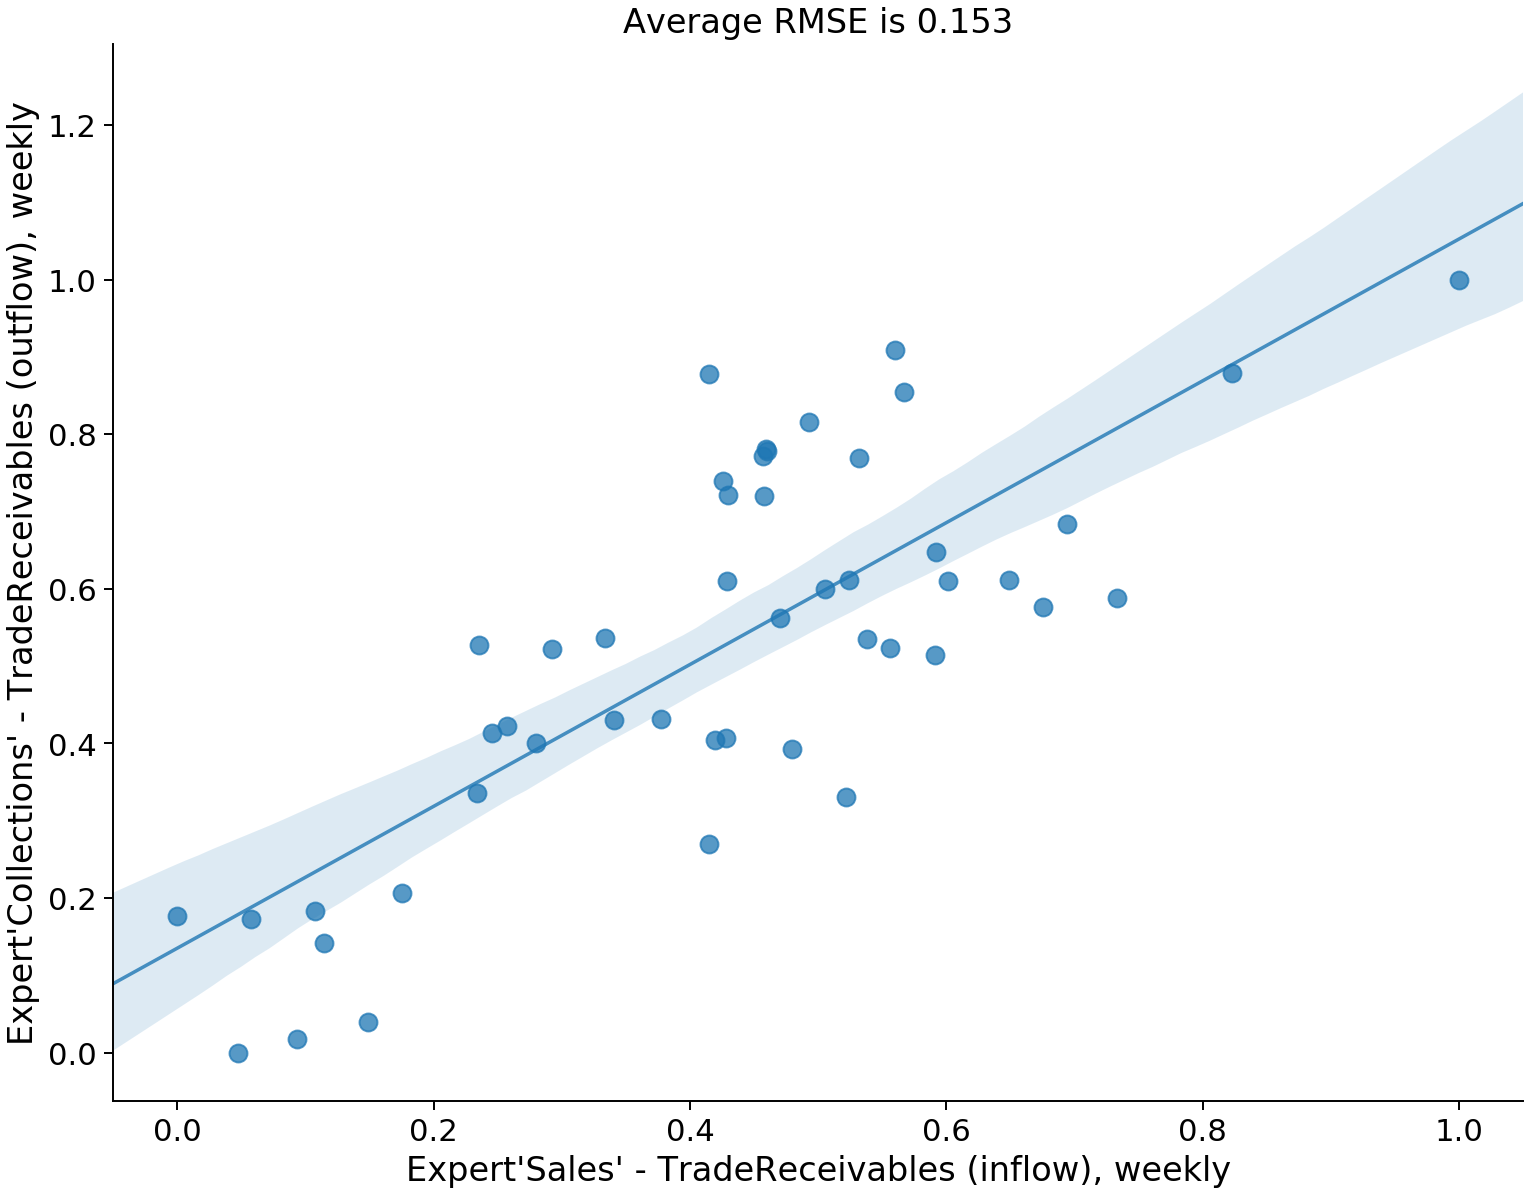 Average RMSE is 0.153
Expert'Collections' - TradeReceivables (outflow), weekly
1.2
1.0
0.8
0.6
0.4
0.2
0.0
0.0 0.2 0.4 0.6 0.8 1.0
Expert'Sales' - TradeReceivables (inflow), weekly